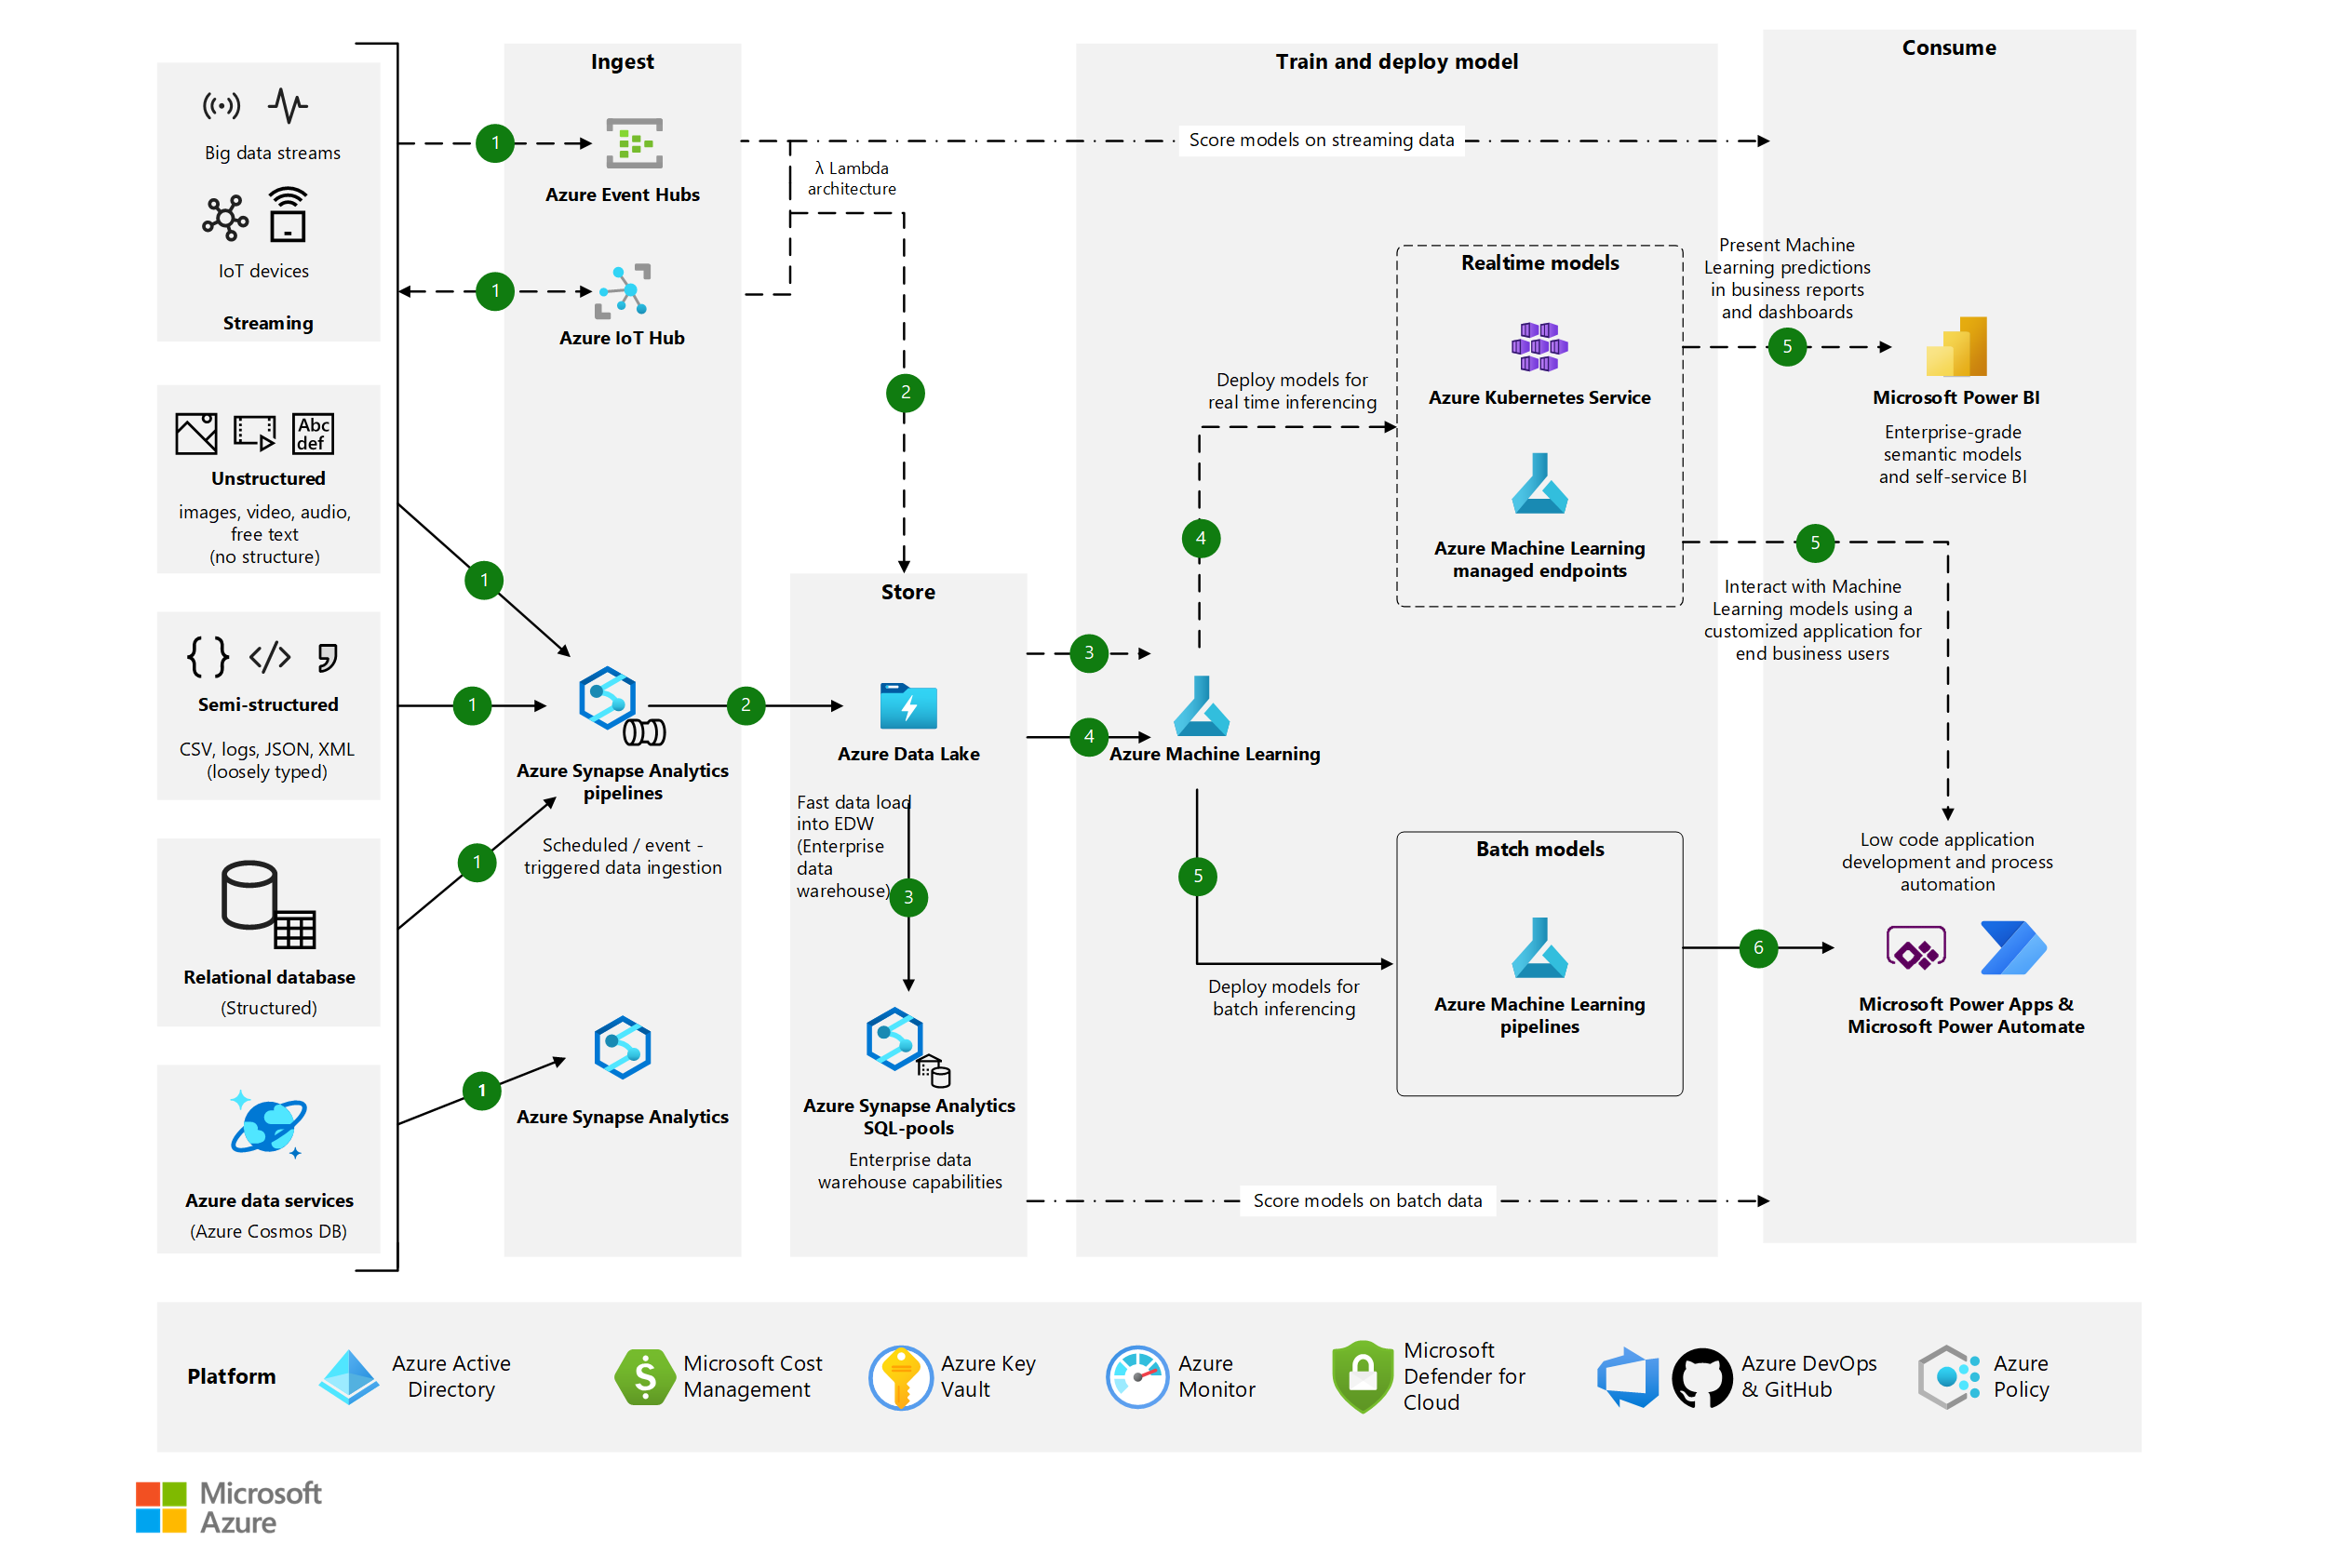 Ingest
Train and deploy model
Consume
Big data streams
IoT devices
Streaming
1
Azure Event Hubs
1
Azure IoT Hub
λ Lambda
architecture
Score models on streaming data
Abc
def
Unstructured
images, video, audio,
free text
(no structure)
1
Semi-structured
CSV, logs, JSON, XML
(loosely typed)
1
Azure Synapse Analytics
pipelines
Scheduled / event -
triggered data ingestion
Relational database
(Structured)
1
Azure data services
(Azure Cosmos DB)
1
Azure Synapse Analytics
2
2
Store
Azure Data Lake
Fast data load
into EDW
(Enterprise
data
warehouse)
3
Azure Synapse Analytics
SQL-pools
Enterprise data
warehouse capabilities
3
4
Azure Machine Learning
4
Deploy models for
real time inferencing
Realtime models
Azure Kubernetes Service
Azure Machine Learning
managed endpoints
5
Deploy models for
batch inferencing
Batch models
Azure Machine Learning
pipelines
Score models on batch data
Present Machine
Learning predictions
in business reports
and dashboards
5
Microsoft Power BI
Enterprise-grade
semantic models
and self-service BI
5
Interact with Machine
Learning models using a
customized application for
end business users
Low code application
development and process
automation
6
Microsoft Power Apps &
Microsoft Power Automate
Platform
Azure Active
Directory
Microsoft Cost
Management
Azure Key
Vault
Azure
Monitor
Microsoft
Defender for
Cloud
Azure DevOps
& GitHub
Azure
Policy
Microsoft
Azure